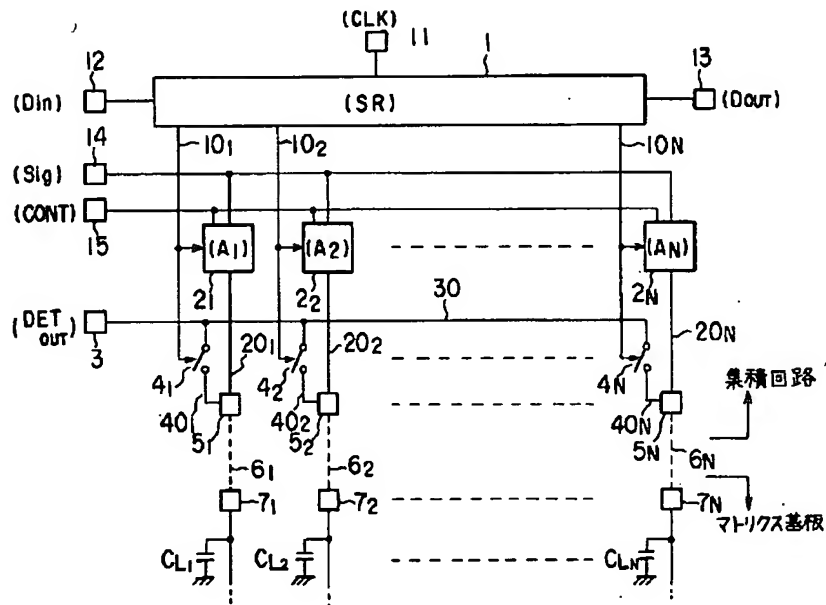 (CLK)
11
1
12
13
(Din)
(SR)
(DOUT)
14
10₁
10₂
10N
(Sig)
(CONT)
15
(A₁)
(A₂)
(AN)
2₁
2₂
2N
30
(DET OUT)
3
20₁
20₂
20N
4₁
4₂
4N
集積回路
40₁
40₂
40N
5₁
5₂
5N
6₁
6₂
6N
7₁
7₂
7N
マトリクス基板
CL₁
CL₂
CLN